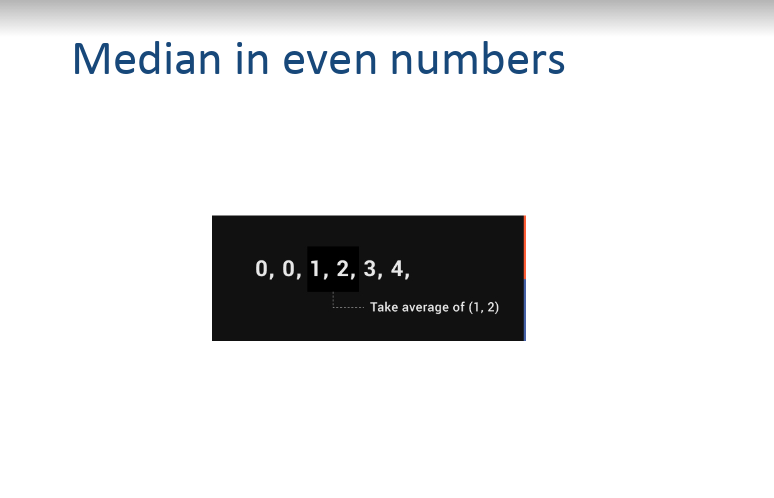 Median in even numbers
0, 0, 1, 2, 3, 4,
Take average of (1, 2)